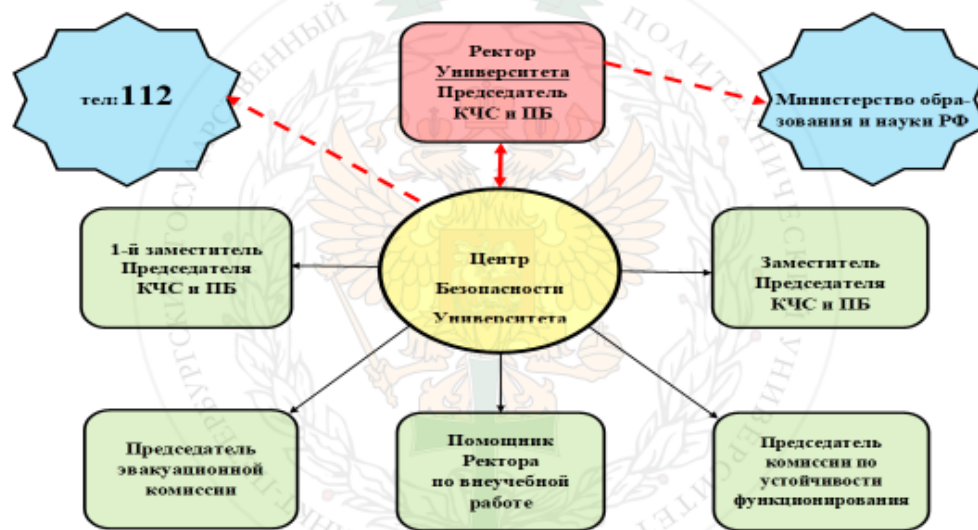 тел:112
Ректор
Университета
Председатель
КЧС и ПБ
Министерство обра-
зования и науки РФ
1-й заместитель
Председателя
КЧС и ПБ
Центр
Безопасности
Университета
Заместитель
Председателя
КЧС и ПБ
Председатель
эвакуационной
комиссии
Помощник
Ректора
по внеучебной
работе
Председатель
комиссии по
устойчивости
функционирования